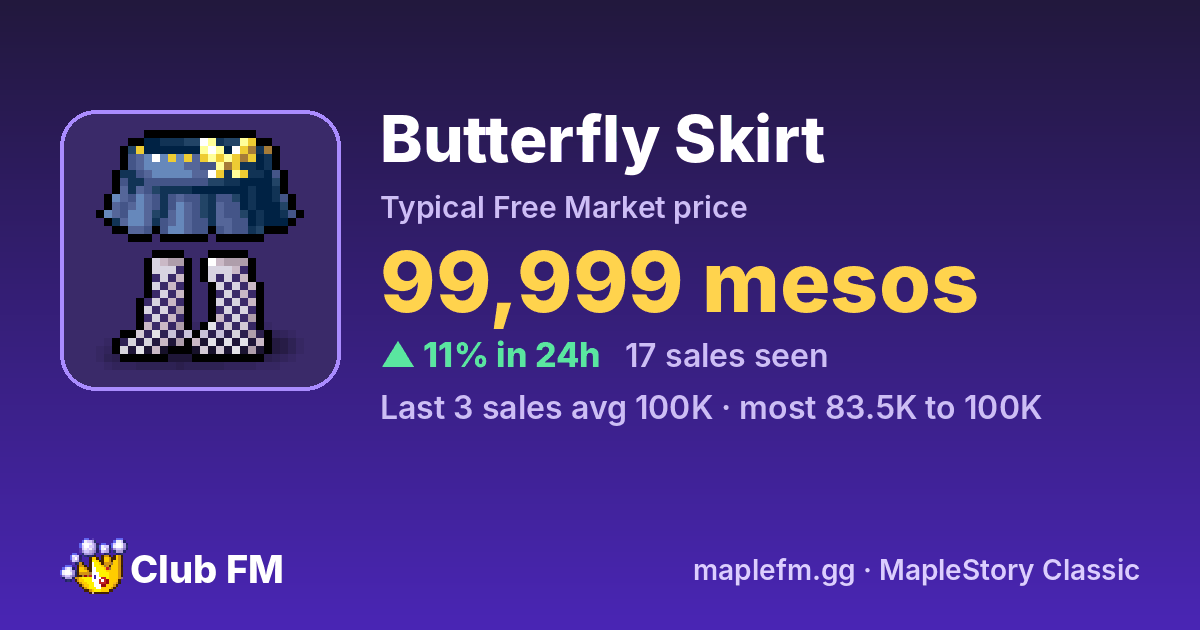 Butterfly Skirt
Typical Free Market price
99,999 mesos
▲ 11% in 24h 17 sales seen
Last 3 sales avg 100K · most 83.5K to 100K
Club FM
maplefm.gg · MapleStory Classic